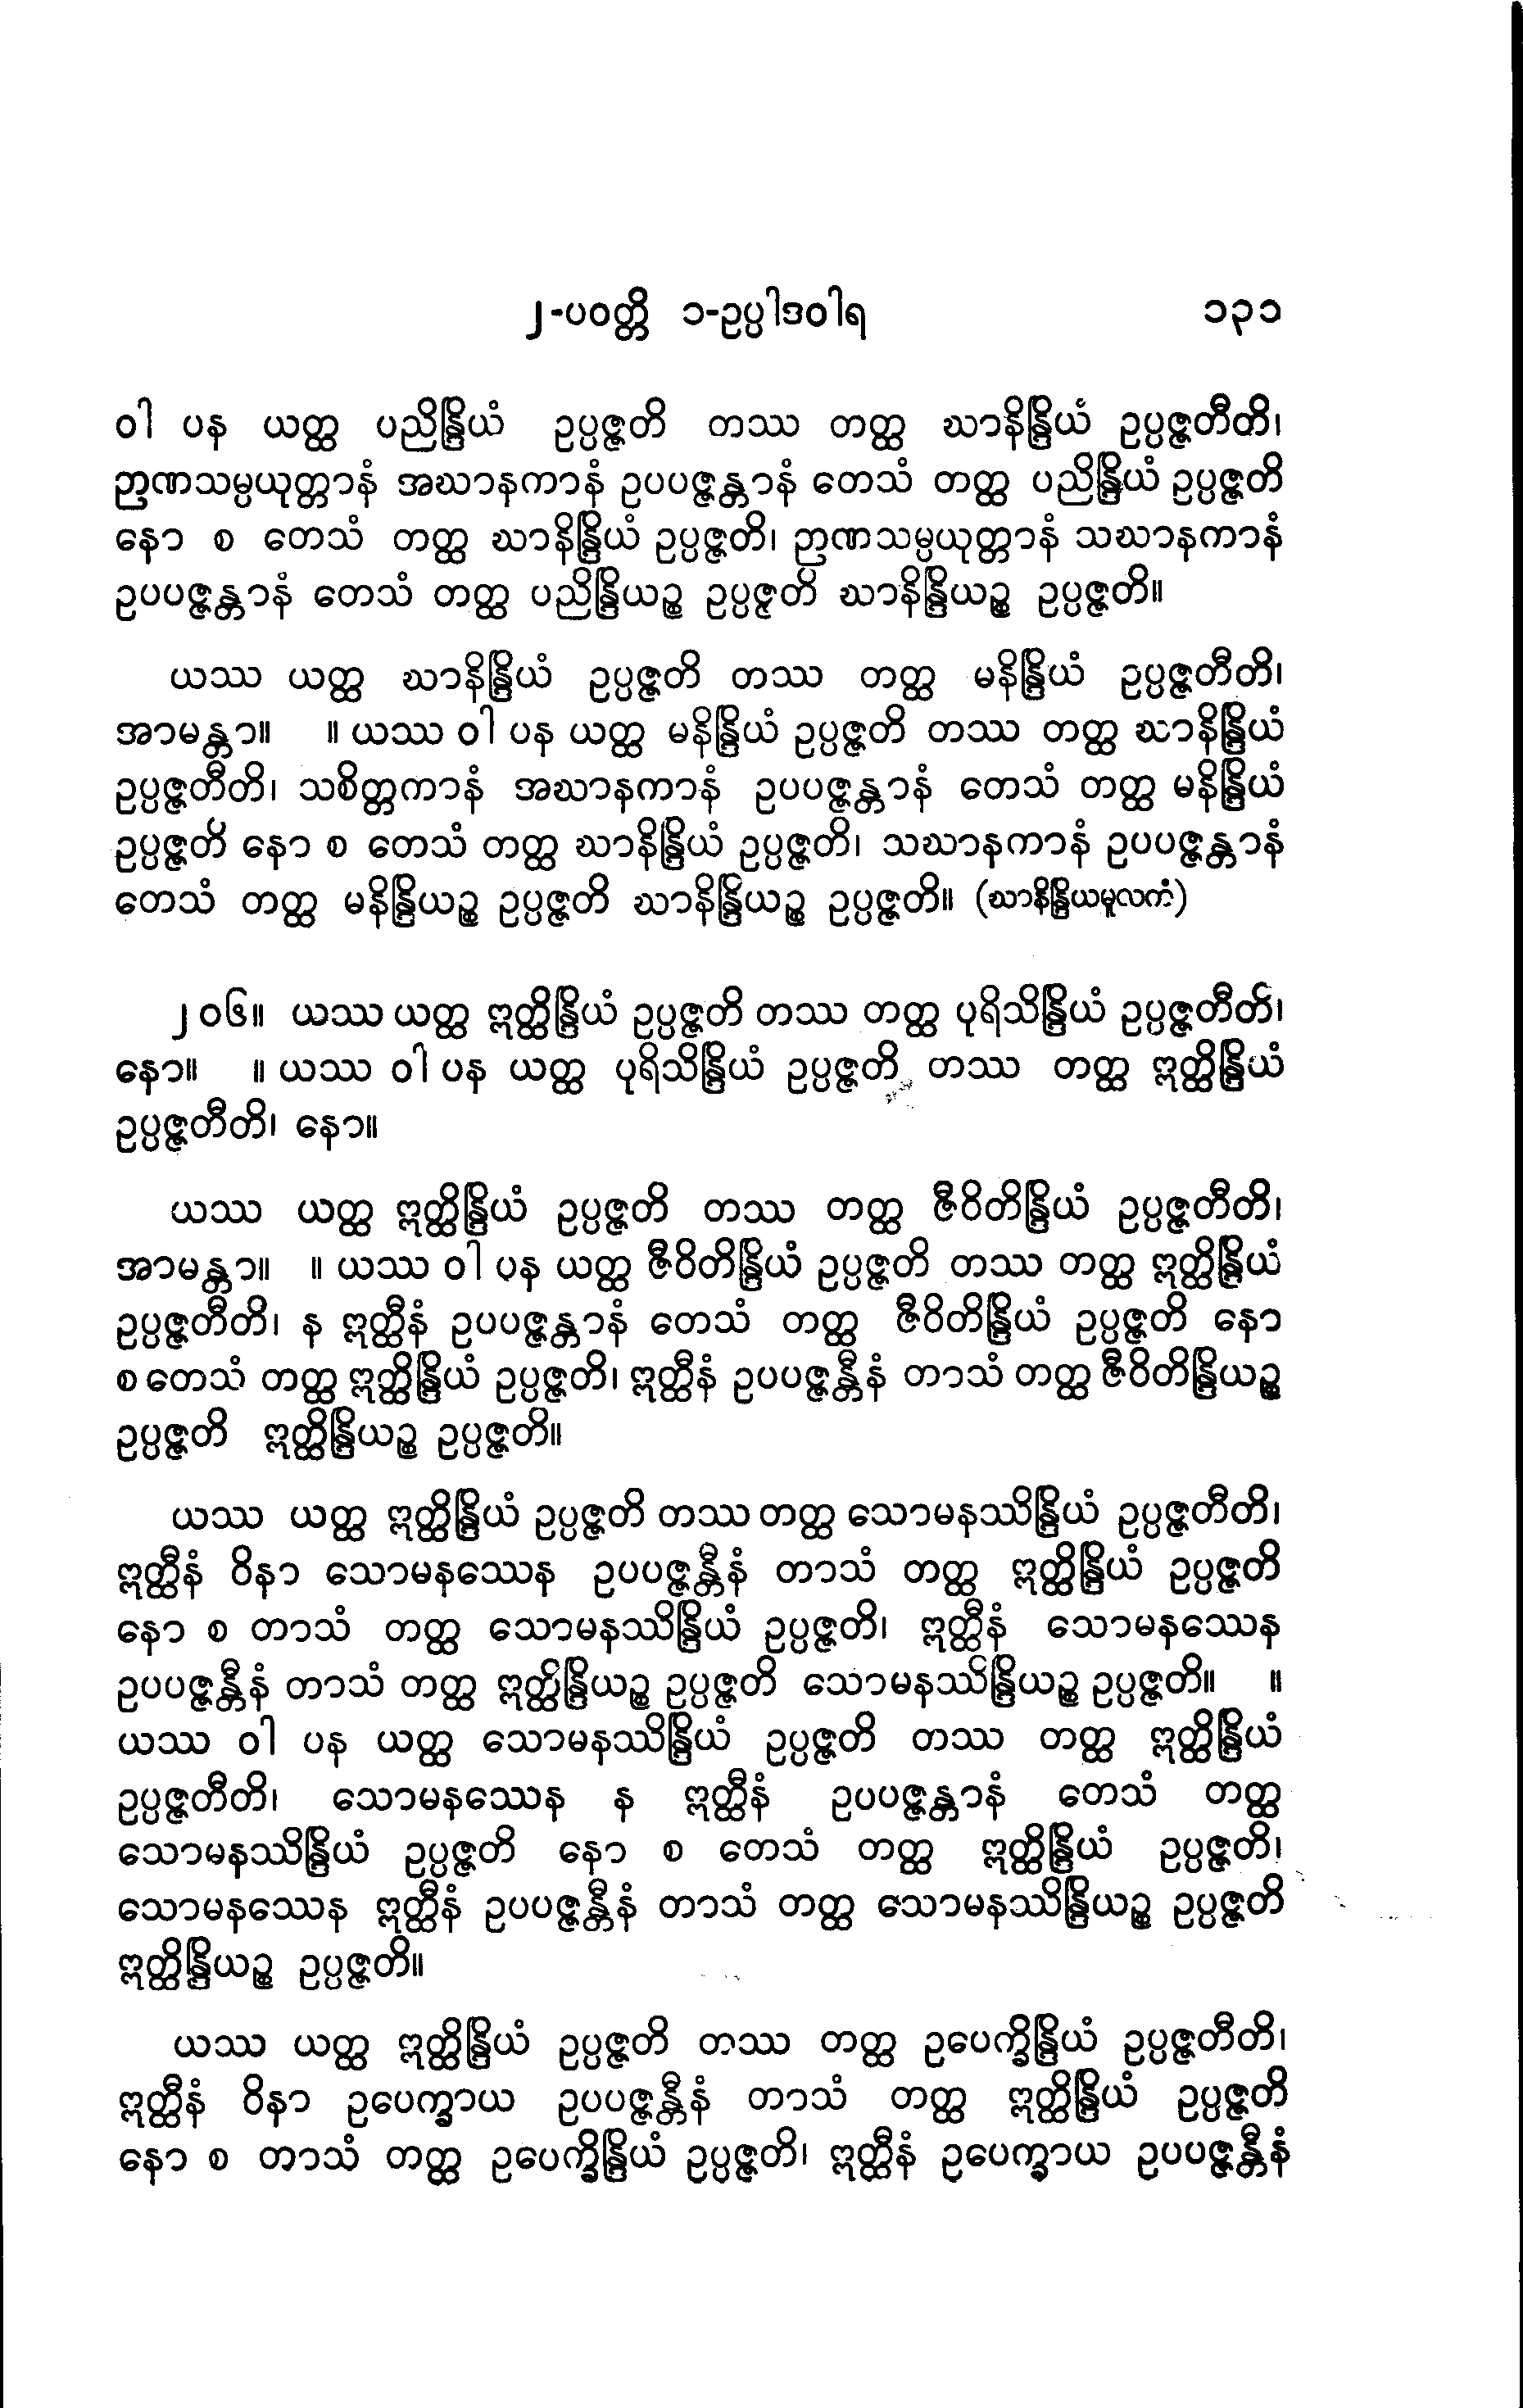 ၂-ပဝတ္တိ ၁-ဥပ္ပါဒဝါရ ၁၃၁
ဝါ ပန ယတ္ထ ပညိန္ဒြိယံ ဥပ္ပဇ္ဇတိ တဿ တတ္ထ ဃာနိန္ဒြိယံ ဥပ္ပဇ္ဇတီတိ၊
ဉာဏသမ္ပယုတ္တာနံ အဃာနကာနံ ဥပပဇ္ဇန္တာနံ တေသံ တတ္ထ ပညိန္ဒြိယံ ဥပ္ပဇ္ဇတိ
နော စ တေသံ တတ္ထ ဃာနိန္ဒြိယံ ဥပ္ပဇ္ဇတိ၊ ဉာဏသမ္ပယုတ္တာနံ သဃာနကာနံ
ဥပပဇ္ဇန္တာနံ တေသံ တတ္ထ ပညိန္ဒြိယဉ္စ ဥပ္ပဇ္ဇတိ ဃာနိန္ဒြိယဉ္စ ဥပ္ပဇ္ဇတိ။
ယဿ ယတ္ထ ဃာနိန္ဒြိယံ ဥပ္ပဇ္ဇတိ တဿ တတ္ထ မနိန္ဒြိယံ ဥပ္ပဇ္ဇတီတိ၊
အာမန္တာ။ ။ ယဿ ဝါ ပန ယတ္ထ မနိန္ဒြိယံ ဥပ္ပဇ္ဇတိ တဿ တတ္ထ ဃာနိန္ဒြိယံ
ဥပ္ပဇ္ဇတီတိ၊ သစိတ္တကာနံ အဃာနကာနံ ဥပပဇ္ဇန္တာနံ တေသံ တတ္ထ မနိန္ဒြိယံ
ဥပ္ပဇ္ဇတိ နော စ တေသံ တတ္ထ ဃာနိန္ဒြိယံ ဥပ္ပဇ္ဇတိ၊ သဃာနကာနံ ဥပပဇ္ဇန္တာနံ
တေသံ တတ္ထ မနိန္ဒြိယဉ္စ ဥပ္ပဇ္ဇတိ ဃာနိန္ဒြိယဉ္စ ဥပ္ပဇ္ဇတိ။ (ဃာနိန္ဒြိယမူလကံ)
၂၀၆။ ယဿ ယတ္ထ ဣတ္ထိန္ဒြိယံ ဥပ္ပဇ္ဇတိ တဿ တတ္ထ ပုရိသိန္ဒြိယံ ဥပ္ပဇ္ဇတီတိ၊
နော။ ။ ယဿ ဝါ ပန ယတ္ထ ပုရိသိန္ဒြိယံ ဥပ္ပဇ္ဇတိ တဿ တတ္ထ ဣတ္ထိန္ဒြိယံ
ဥပ္ပဇ္ဇတီတိ၊ နော။
ယဿ ယတ္ထ ဣတ္ထိန္ဒြိယံ ဥပ္ပဇ္ဇတိ တဿ တတ္ထ ဇီဝိတိန္ဒြိယံ ဥပ္ပဇ္ဇတီတိ၊
အာမန္တာ။ ။ ယဿ ဝါ ပန ယတ္ထ ဇီဝိတိန္ဒြိယံ ဥပ္ပဇ္ဇတိ တဿ တတ္ထ ဣတ္ထိန္ဒြိယံ
ဥပ္ပဇ္ဇတီတိ၊ န ဣတ္ထီနံ ဥပပဇ္ဇန္တာနံ တေသံ တတ္ထ ဇီဝိတိန္ဒြိယံ ဥပ္ပဇ္ဇတိ နော
စ တေသံ တတ္ထ ဣတ္ထိန္ဒြိယံ ဥပ္ပဇ္ဇတိ၊ ဣတ္ထီနံ ဥပပဇ္ဇန္တီနံ တာသံ တတ္ထ ဇီဝိတိန္ဒြိယဉ္စ
ဥပ္ပဇ္ဇတိ ဣတ္ထိန္ဒြိယဉ္စ ဥပ္ပဇ္ဇတိ။
ယဿ ယတ္ထ ဣတ္ထိန္ဒြိယံ ဥပ္ပဇ္ဇတိ တဿ တတ္ထ သောမနဿိန္ဒြိယံ ဥပ္ပဇ္ဇတီတိ၊
ဣတ္ထီနံ ဝိနာ သောမနဿေန ဥပပဇ္ဇန္တီနံ တာသံ တတ္ထ ဣတ္ထိန္ဒြိယံ ဥပ္ပဇ္ဇတိ
နော စ တာသံ တတ္ထ သောမနဿိန္ဒြိယံ ဥပ္ပဇ္ဇတိ၊ ဣတ္ထီနံ သောမနဿေန
ဥပပဇ္ဇန္တီနံ တာသံ တတ္ထ ဣတ္ထိန္ဒြိယဉ္စ ဥပ္ပဇ္ဇတိ သောမနဿိန္ဒြိယဉ္စ ဥပ္ပဇ္ဇတိ။ ။
ယဿ ဝါ ပန ယတ္ထ သောမနဿိန္ဒြိယံ ဥပ္ပဇ္ဇတိ တဿ တတ္ထ ဣတ္ထိန္ဒြိယံ
ဥပ္ပဇ္ဇတီတိ၊ သောမနဿေန န ဣတ္ထီနံ ဥပပဇ္ဇန္တာနံ တေသံ တတ္ထ
သောမနဿိန္ဒြိယံ ဥပ္ပဇ္ဇတိ နော စ တေသံ တတ္ထ ဣတ္ထိန္ဒြိယံ ဥပ္ပဇ္ဇတိ၊
သောမနဿေန ဣတ္ထီနံ ဥပပဇ္ဇန္တီနံ တာသံ တတ္ထ သောမနဿိန္ဒြိယဉ္စ ဥပ္ပဇ္ဇတိ
ဣတ္ထိန္ဒြိယဉ္စ ဥပ္ပဇ္ဇတိ။
ယဿ ယတ္ထ ဣတ္ထိန္ဒြိယံ ဥပ္ပဇ္ဇတိ တဿ တတ္ထ ဥပေက္ခိန္ဒြိယံ ဥပ္ပဇ္ဇတီတိ၊
ဣတ္ထီနံ ဝိနာ ဥပေက္ခာယ ဥပပဇ္ဇန္တီနံ တာသံ တတ္ထ ဣတ္ထိန္ဒြိယံ ဥပ္ပဇ္ဇတိ
နော စ တာသံ တတ္ထ ဥပေက္ခိန္ဒြိယံ ဥပ္ပဇ္ဇတိ၊ ဣတ္ထီနံ ဥပေက္ခာယ ဥပပဇ္ဇန္တီနံ